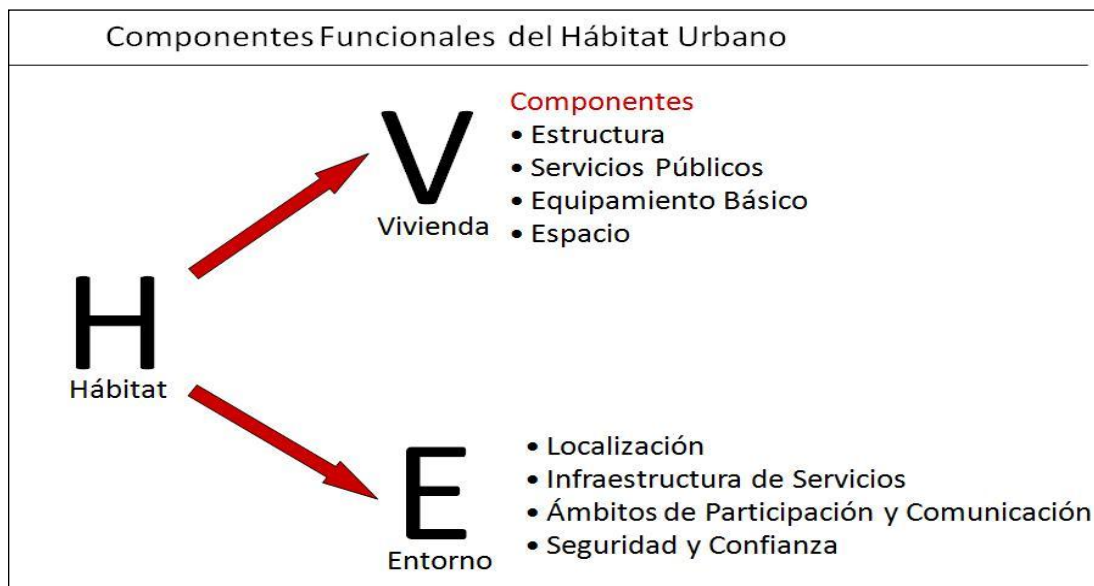 Componentes Funcionales del Hábitat Urbano
V
Vivienda
Componentes
• Estructura
• Servicios Públicos
• Equipamiento Básico
• Espacio
H
Hábitat
E
Entorno
• Localización
• Infraestructura de Servicios
• Ámbitos de Participación y Comunicación
• Seguridad y Confianza